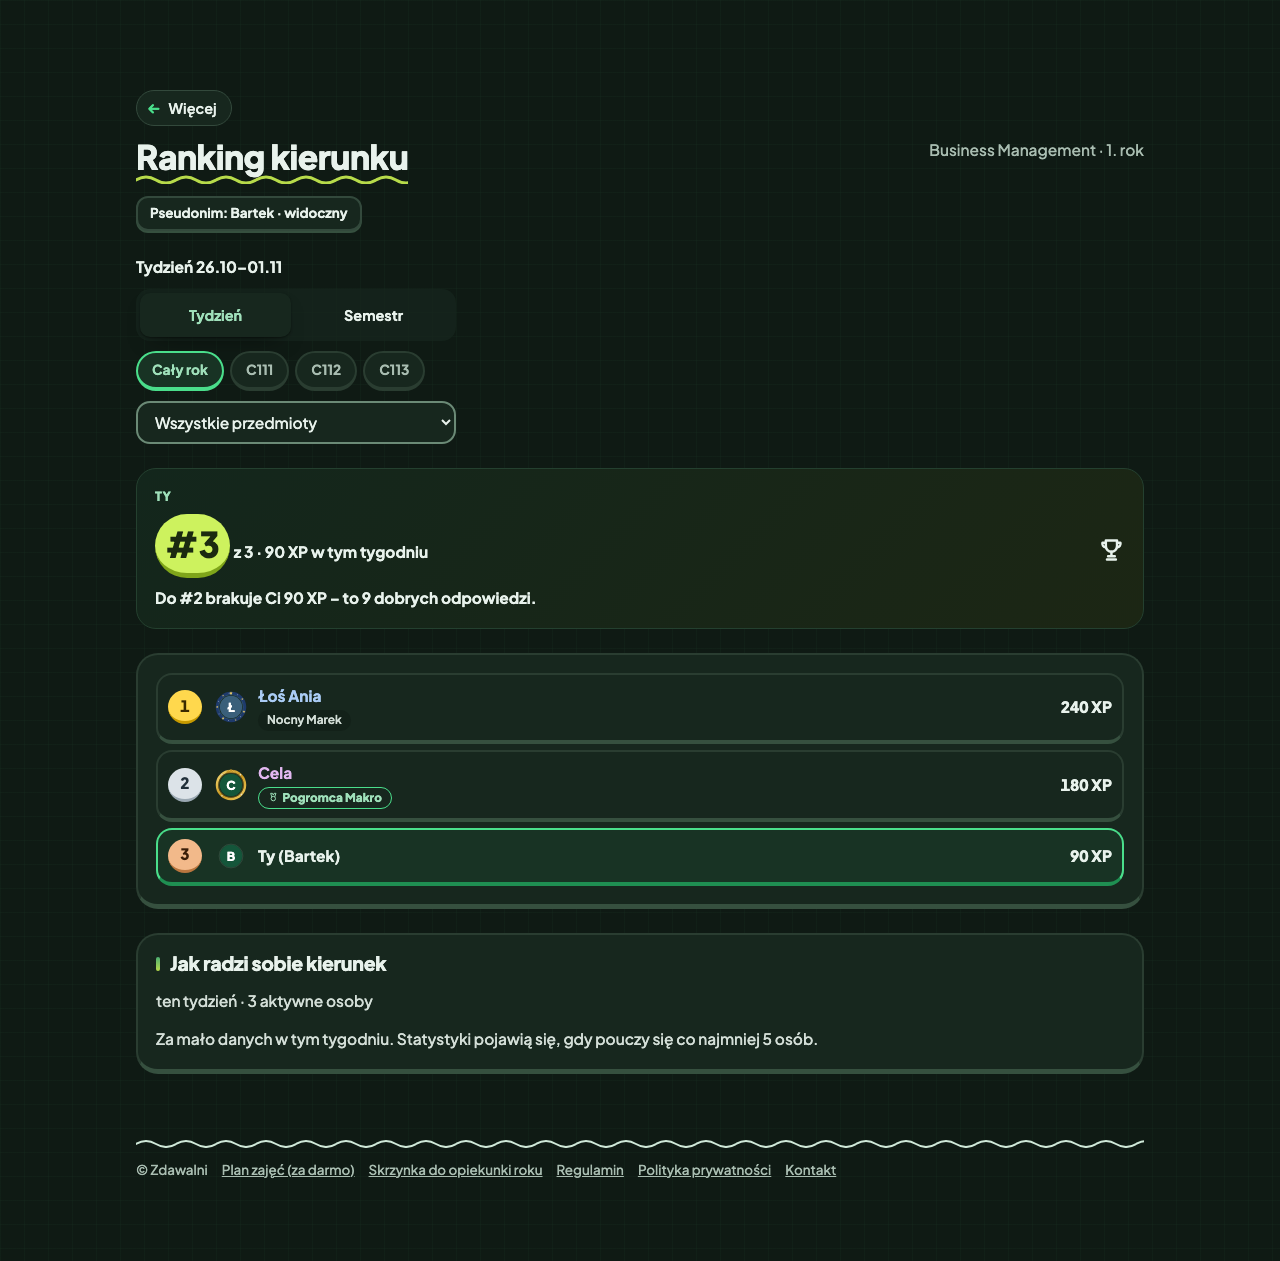 Więcej
Ranking kierunku
Business Management · 1. rok
Pseudonim: Bartek · widoczny
Tydzień 26.10–01.11
Tydzień
Semestr
Cały rok
C111
C112
C113
Wszystkie przedmioty
TY
#3 z 3 · 90 XP w tym tygodniu
Do #2 brakuje Ci 90 XP – to 9 dobrych odpowiedzi.
1
Ł
Łoś Ania
Nocny Marek
240 XP
2
C
Cela
Pogromca Makro
180 XP
3
B
Ty (Bartek)
90 XP
Jak radzi sobie kierunek
ten tydzień · 3 aktywne osoby
Za mało danych w tym tygodniu. Statystyki pojawią się, gdy pouczy się co najmniej 5 osób.
© Zdawalni Plan zajęć (za darmo) Skrzynka do opiekunki roku Regulamin Polityka prywatności Kontakt